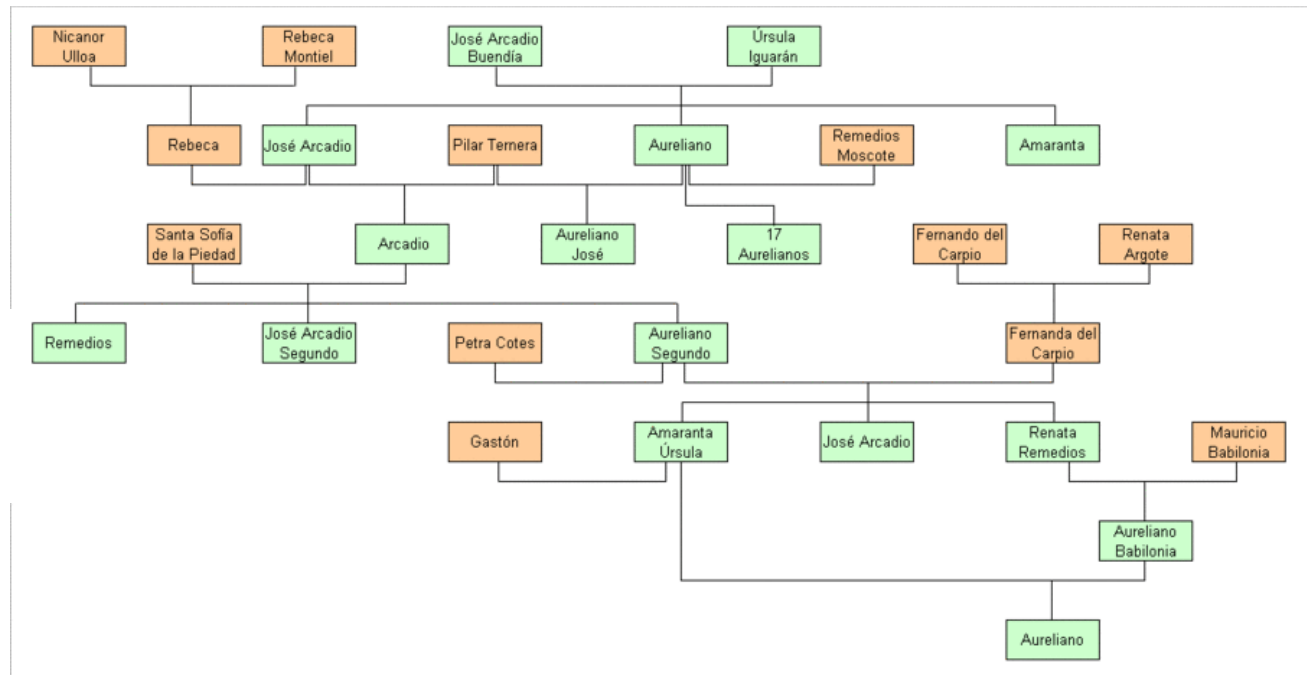 Nicanor
Ulloa
Rebeca
Montiel
José Arcadio
Buendía
Úrsula
Iguarán
Rebeca
José Arcadio
Pilar Ternera
Aureliano
Remedios
Moscote
Amaranta
Santa Sofía
de la Piedad
Arcadio
Aureliano
José
17
Aurelianos
Fernando del
Carpio
Renata
Argote
Remedios
José Arcadio
Segundo
Petra Cotes
Aureliano
Segundo
Fernanda del
Carpio
Gastón
Amaranta
Úrsula
José Arcadio
Renata
Remedios
Mauricio
Babilonia
Aureliano
Babilonia
Aureliano